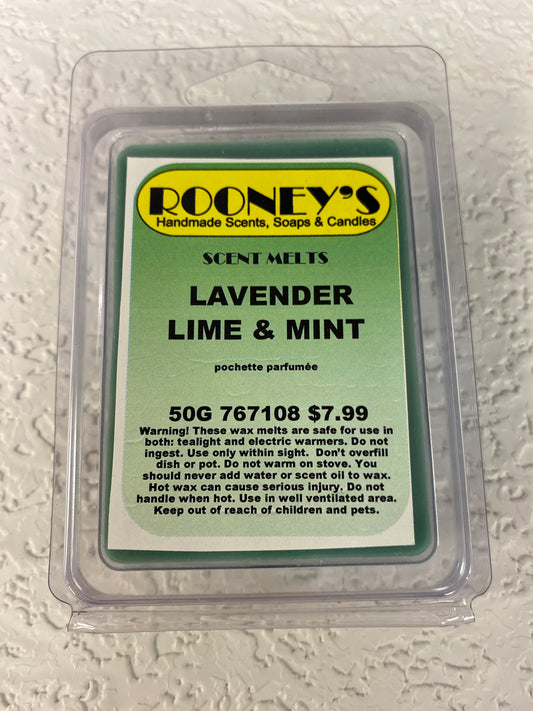 ROONEY'S
Handmade Scents, Soaps & Candles
SCENT MELTS
LAVENDER
LIME & MINT
pochette parfumée
50G 767108 $7.99
Warning! These wax melts are safe for use in
both: tealight and electric warmers. Do not
ingest. Use only within sight. Don't overfill
dish or pot. Do not warm on stove. You
should never add water or scent oil to wax.
Hot wax can cause serious injury. Do not
handle when hot. Use in well ventilated area.
Keep out of reach of children and pets.